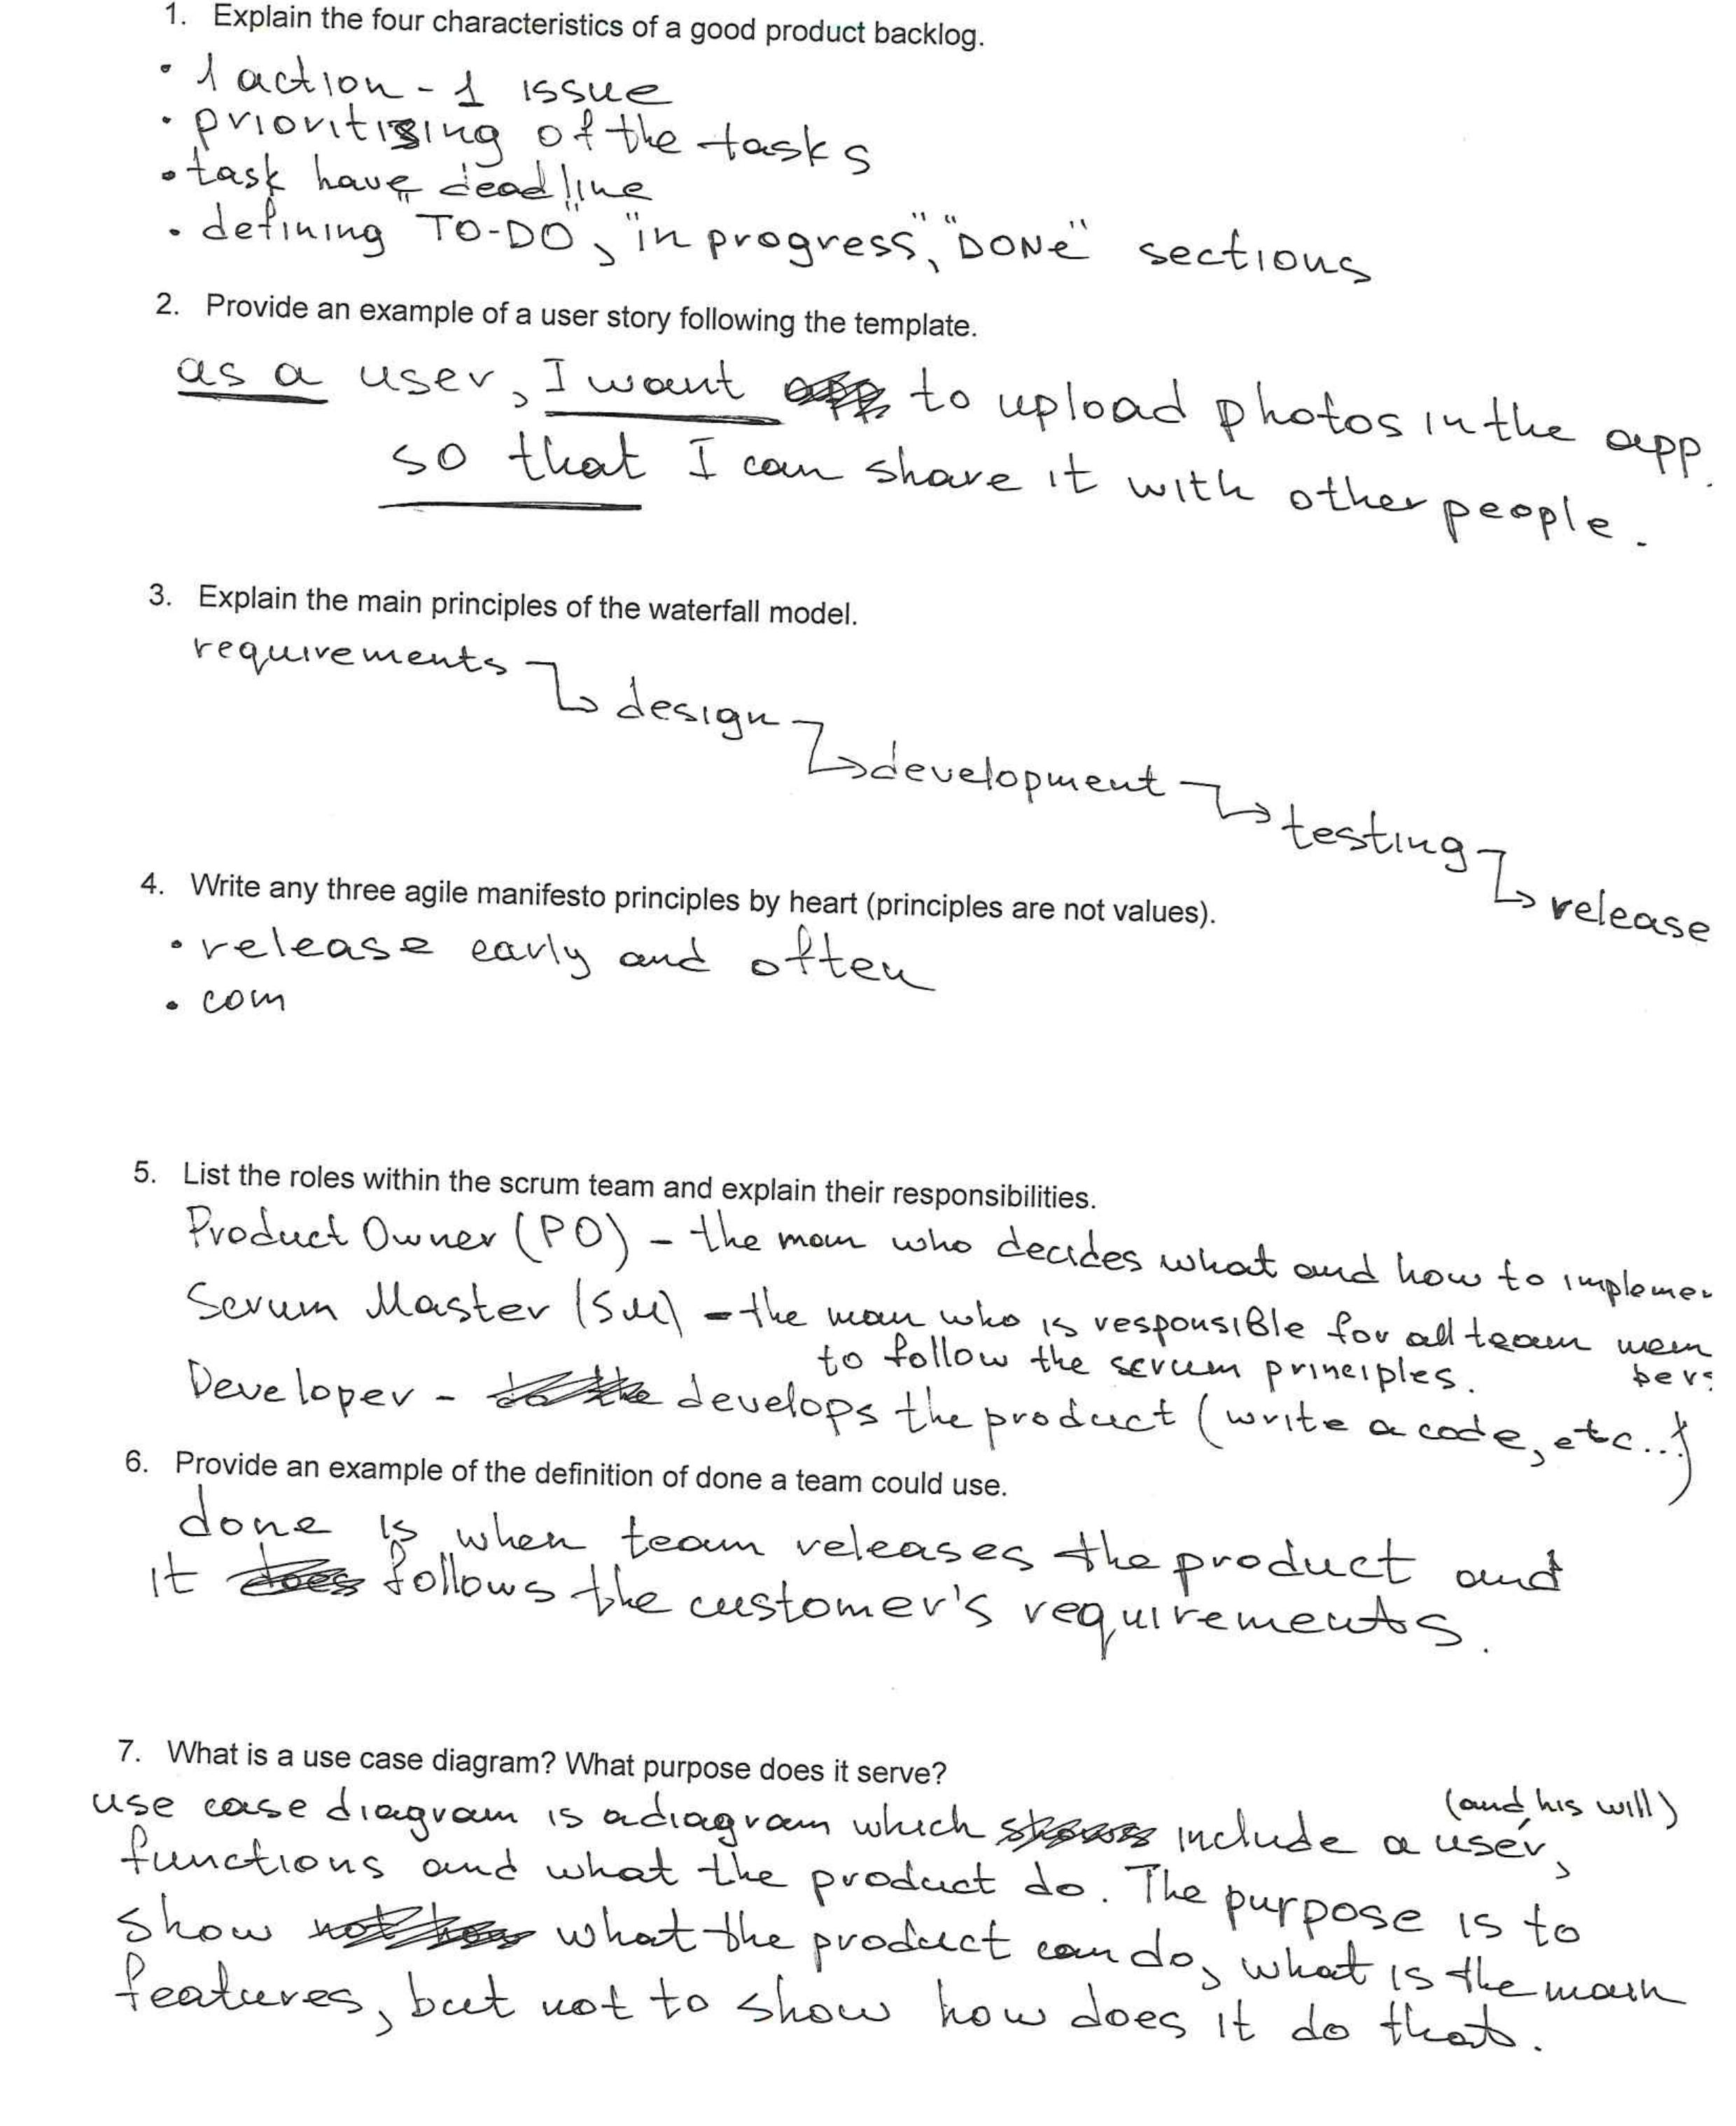 1. Explain the four characteristics of a good product backlog.
• 1 action - 1 issue
• prioritising of the tasks
• task have deadline
• defining "TO-DO", "in progress", "DONE" sections
2. Provide an example of a user story following the template.
as a user, I want to upload photos in the app.
so that I can share it with other people.
3. Explain the main principles of the waterfall model.
requirements
design
development
testing
release
4. Write any three agile manifesto principles by heart (principles are not values).
• release early and often
• com
5. List the roles within the scrum team and explain their responsibilities.
Product Owner (PO) - the man who decides what and how to implemen
Scrum Master (SM) - the man who is responsible for all team mem
bers
to follow the scrum principles.
Developer - develops the product (write a code, etc...)
6. Provide an example of the definition of done a team could use.
done is when team releases the product and
it follows the customer's requirements.
7. What is a use case diagram? What purpose does it serve?
(and his will)
use case diagram is a diagram which include a user,
functions and what the product do. The purpose is to
show what the product can do, what is the main
features, but not to show how does it do that.